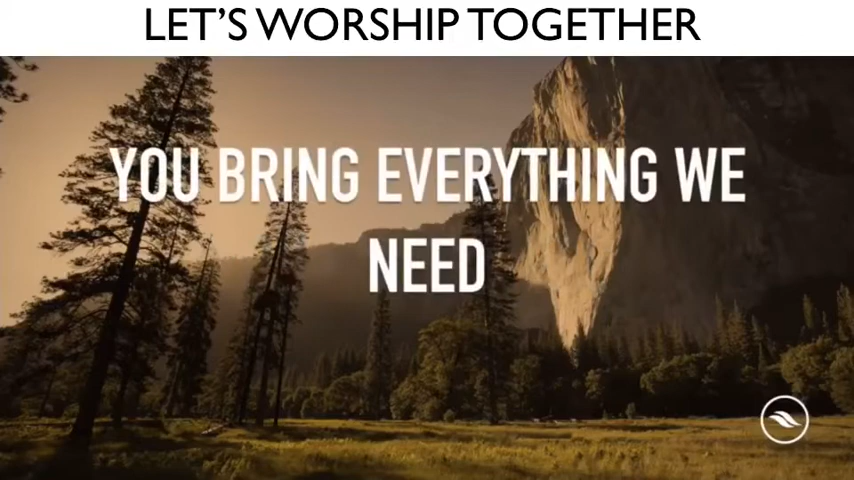 LET'S WORSHIP TOGETHER
YOU BRING EVERYTHING WE
NEED